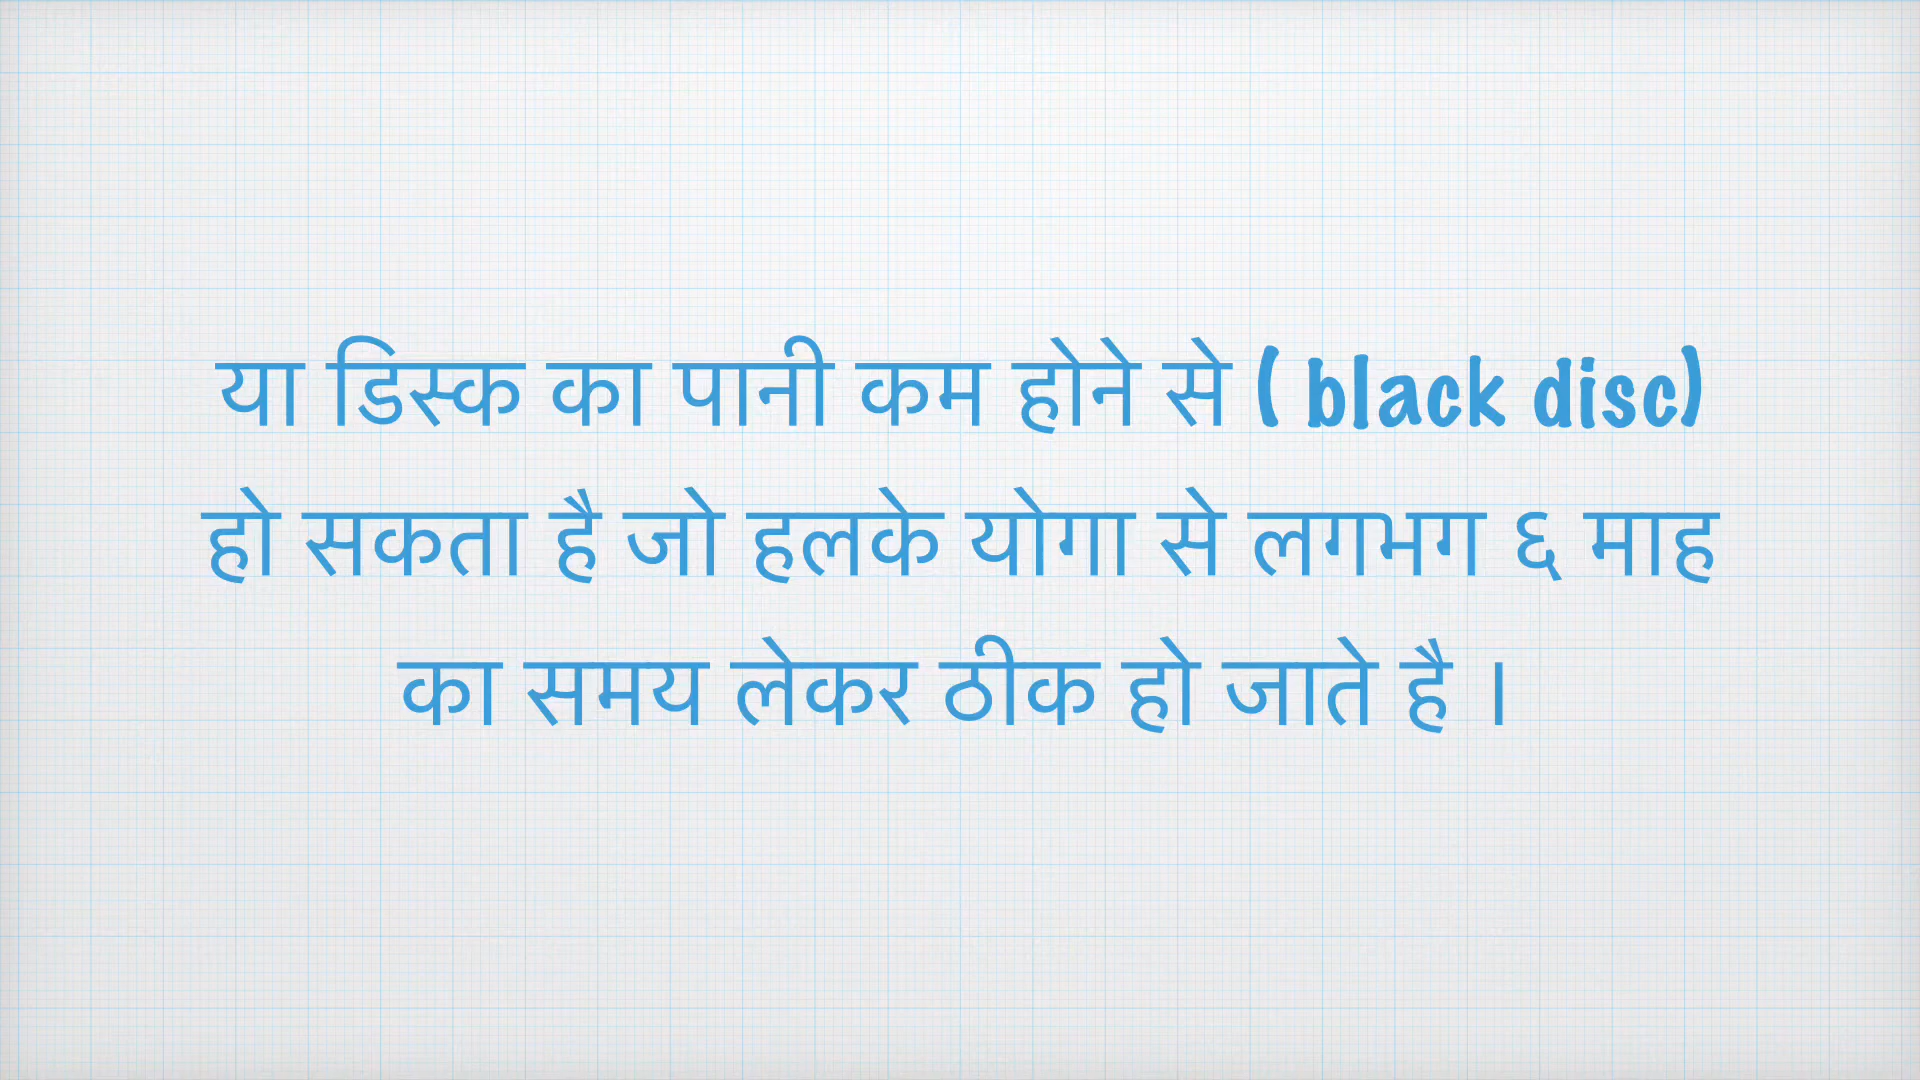 या डिस्क का पानी कम होने से ( black disc)
हो सकता है जो हलके योगा से लगभग ६ माह
का समय लेकर ठीक हो जाते है ।